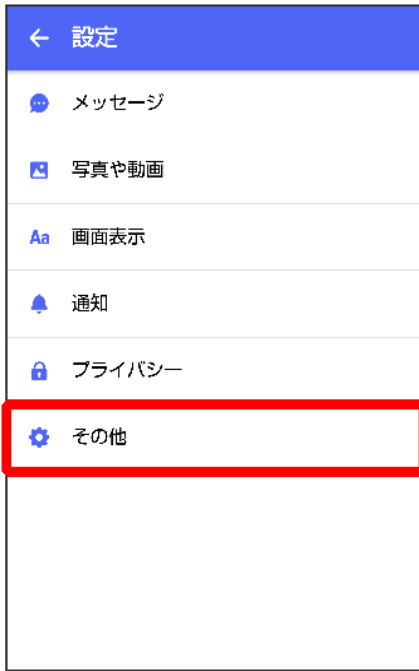 設定
メッセージ
写真や動画
Aa 画面表示
通知
プライバシー
その他